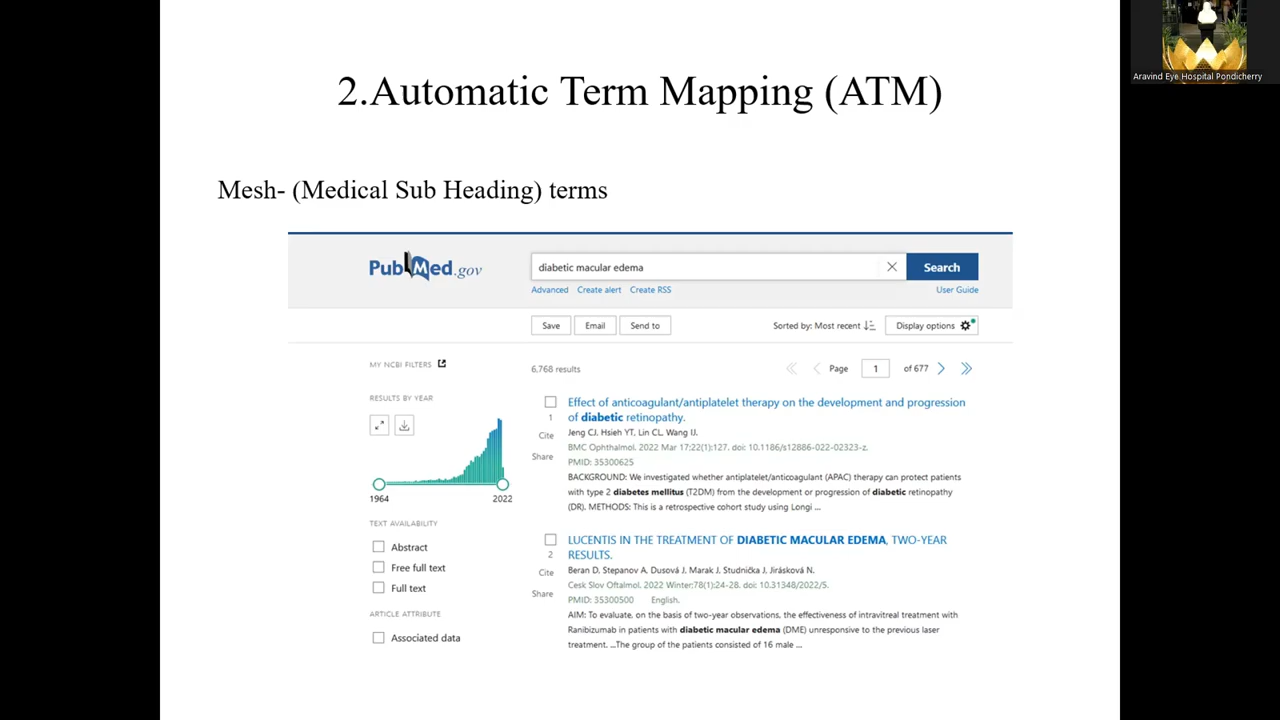 2.Automatic Term Mapping (ATM)
Aravind Eye Hospital Pondicherry
Mesh- (Medical Sub Heading) terms
PubMed.gov
diabetic macular edema
Search
Advanced Create alert Create RSS
User Guide
Save Email Send to
Sorted by: Most recent
Display options
MY NCBI FILTERS
6,768 results
Page 1 of 677
RESULTS BY YEAR
1964 2022
TEXT AVAILABILITY
Abstract
Free full text
Full text
ARTICLE ATTRIBUTE
Associated data
1
Cite
Share
Effect of anticoagulant/antiplatelet therapy on the development and progression
of diabetic retinopathy.
Jeng CJ, Hsieh YT, Lin CL, Wang IJ.
BMC Ophthalmol. 2022 Mar 17;22(1):127. doi: 10.1186/s12886-022-02323-z.
PMID: 35300625
BACKGROUND: We investigated whether antiplatelet/anticoagulant (APAC) therapy can protect patients
with type 2 diabetes mellitus (T2DM) from the development or progression of diabetic retinopathy
(DR). METHODS: This is a retrospective cohort study using Longi ...
2
Cite
Share
LUCENTIS IN THE TREATMENT OF DIABETIC MACULAR EDEMA, TWO-YEAR
RESULTS.
Beran D, Stepanov A, Dusová J, Marak J, Studnička J, Jirásková N.
Cesk Slov Oftalmol. 2022 Winter;78(1):24-28. doi: 10.31348/2022/5.
PMID: 35300500 English.
AIM: To evaluate, on the basis of two-year observations, the effectiveness of intravitreal treatment with
Ranibizumab in patients with diabetic macular edema (DME) unresponsive to the previous laser
treatment. ...The group of the patients consisted of 16 male ...